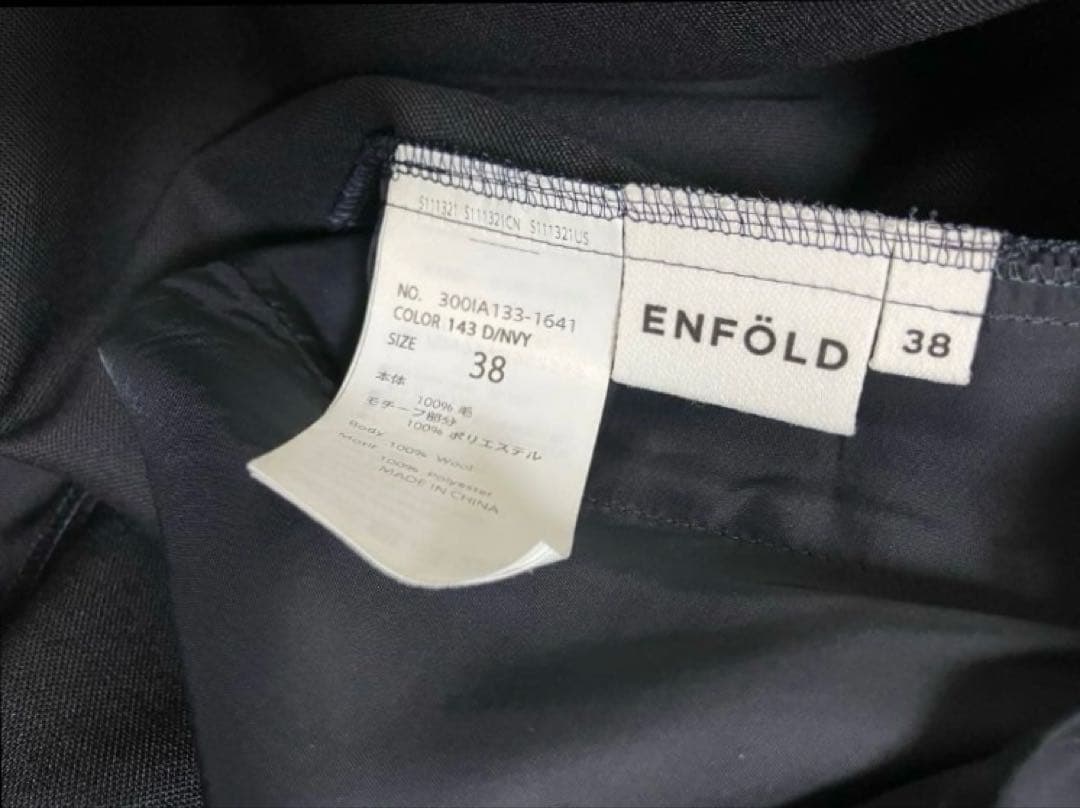 S111321 S111321CN S111321US
NO. 300IA133-1641
COLOR 143 D/NVY
SIZE
38
本体
100% 毛
モチーフ部分
100% ポリエステル
Body
100% Wool
Motif
100% Polyester
MADE IN CHINA
ENFÖLD
38